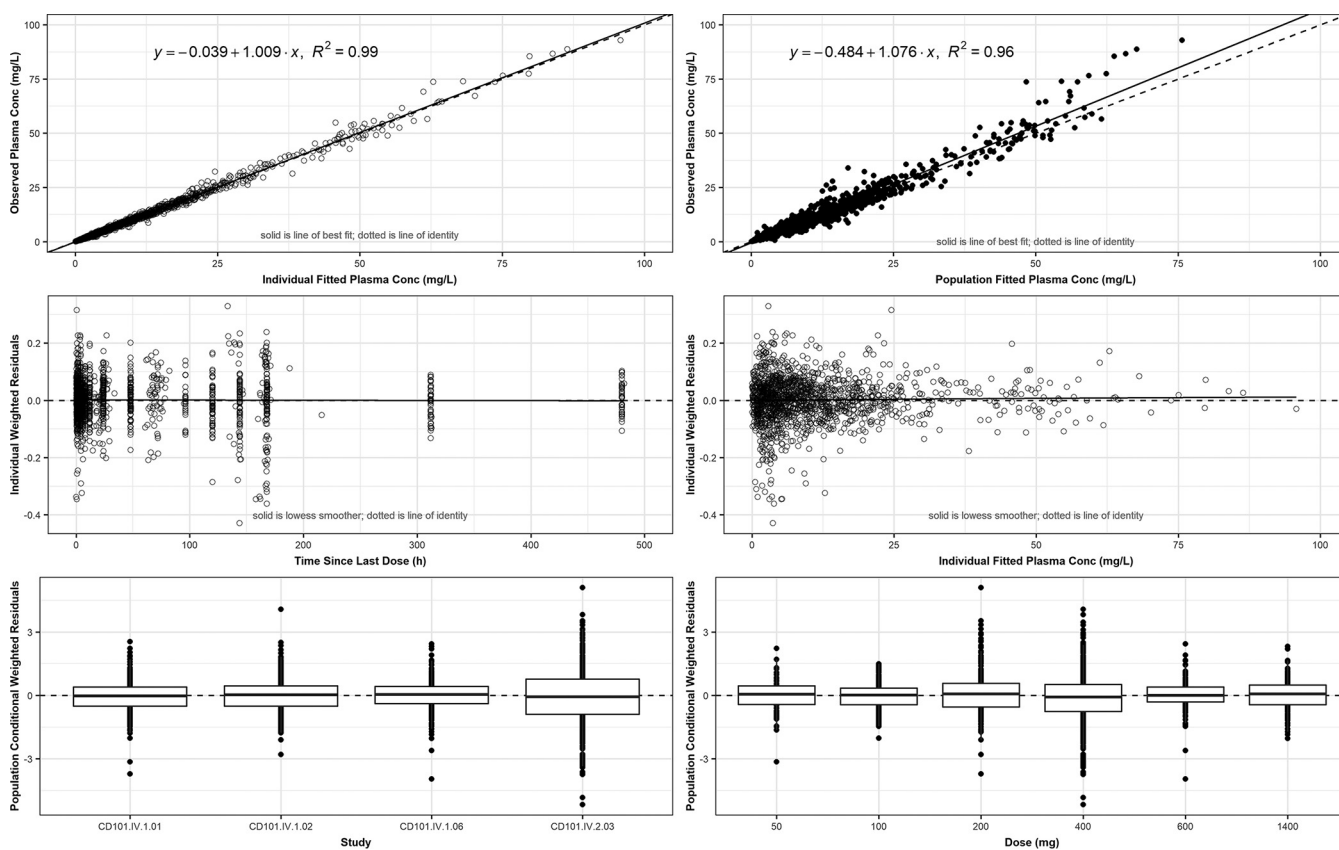 100
75
50
25
0
Observed Plasma Conc (mg/L)
y=−0.039+1.009· x, R2=0.99
solid is line of best fit; dotted is line of identity
0 25 50 75 100
Individual Fitted Plasma Conc (mg/L)
100
75
50
25
0
Observed Plasma Conc (mg/L)
y=−0.484+1.076· x, R2=0.96
solid is line of best fit; dotted is line of identity
0 25 50 75 100
Population Fitted Plasma Conc (mg/L)
0.2
0.0
-0.2
-0.4
Individual Weighted Residuals
solid is lowess smoother; dotted is line of identity
0 100 200 300 400 500
Time Since Last Dose (h)
0.2
0.0
-0.2
-0.4
Individual Weighted Residuals
solid is lowess smoother; dotted is line of identity
0 25 50 75 100
Individual Fitted Plasma Conc (mg/L)
3
0
-3
Population Conditional Weighted Residuals
CD101.IV.1.01 CD101.IV.1.02 CD101.IV.1.06 CD101.IV.2.03
Study
3
0
-3
Population Conditional Weighted Residuals
50 100 200 400 600 1400
Dose (mg)